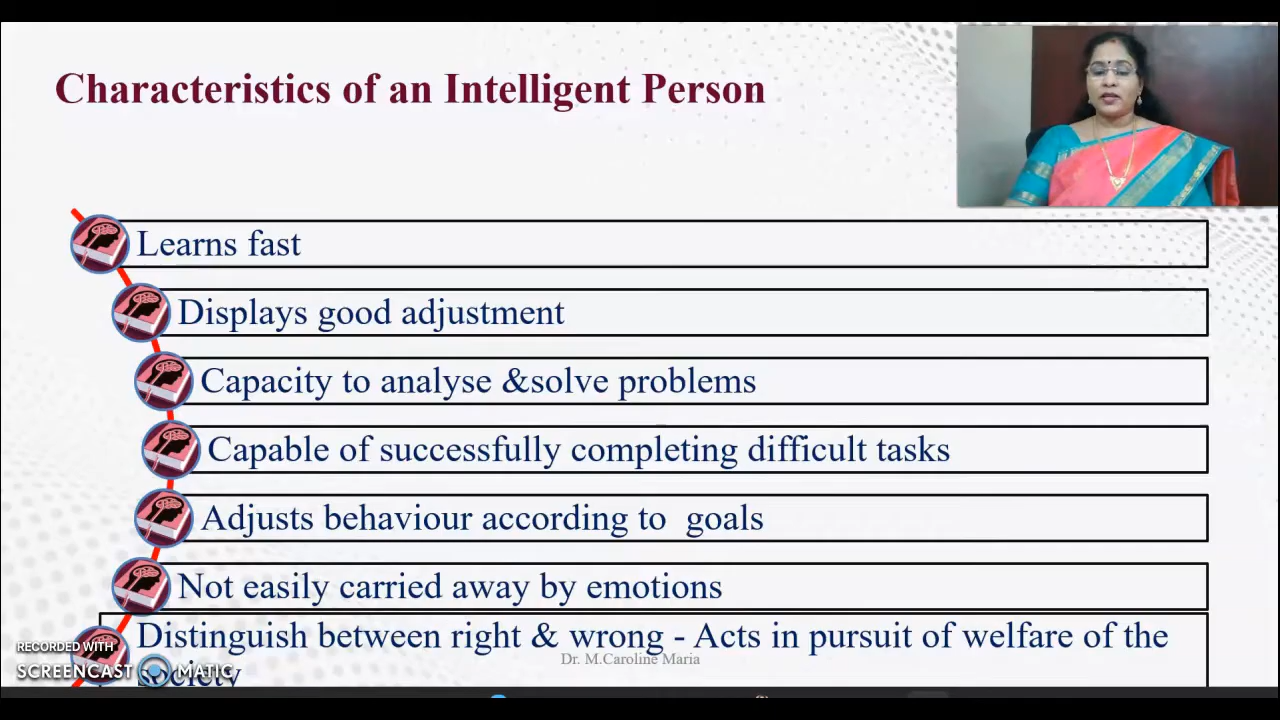 Characteristics of an Intelligent Person
Learns fast
Displays good adjustment
Capacity to analyse &solve problems
Capable of successfully completing difficult tasks
Adjusts behaviour according to  goals
Not easily carried away by emotions
Distinguish between right & wrong - Acts in pursuit of welfare of the
society
Dr. M.Caroline Maria
RECORDED WITH
SCREENCAST MATIC